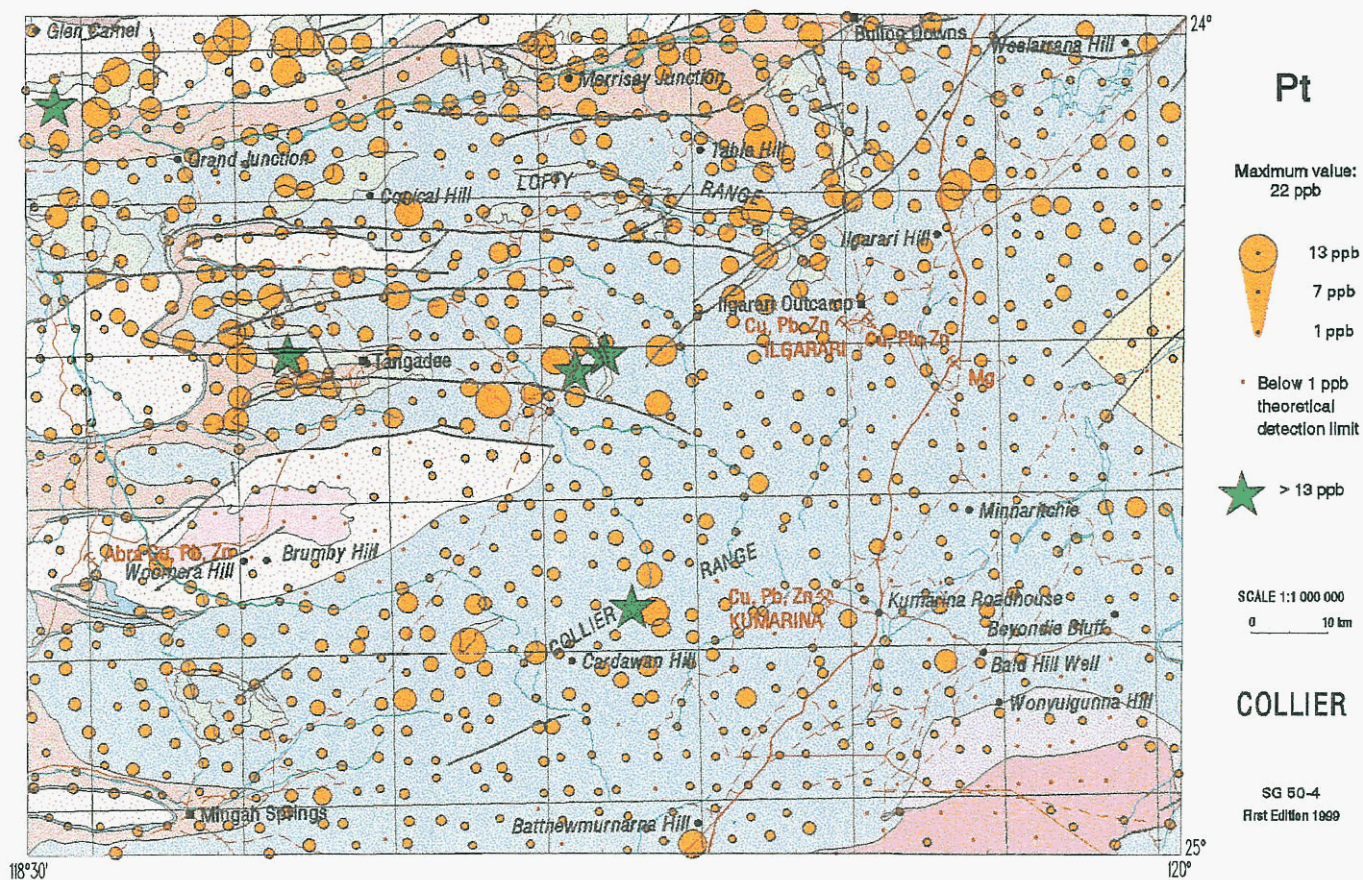 24°
Glen Camel
Bulloo Downs
Weelarrana Hill
Morrisey Junction
Grand Junction
Table Hill
LOFTY RANGE
Conical Hill
Ilgarari Hill
Ilgarari Outcamp
Cu, Pb, Zn
ILGARARI
Cu, Pb, Zn
Tangadee
Mg
Minnaritchie
Abra Cu, Pb, Zn
Woomera Hill
Brumby Hill
COLLIER RANGE
Cu, Pb, Zn
KUMARINA
Kumarina Roadhouse
Beyondie Bluff
Cardawan Hill
Bald Hill Well
Wonyulgunna Hill
Mingah Springs
Batthewmurnarna Hill
25°
118°30'
120°
Pt
Maximum value:
22 ppb
13 ppb
7 ppb
1 ppb
Below 1 ppb
theoretical
detection limit
> 13 ppb
SCALE 1:1 000 000
0 10 km
COLLIER
SG 50-4
First Edition 1999